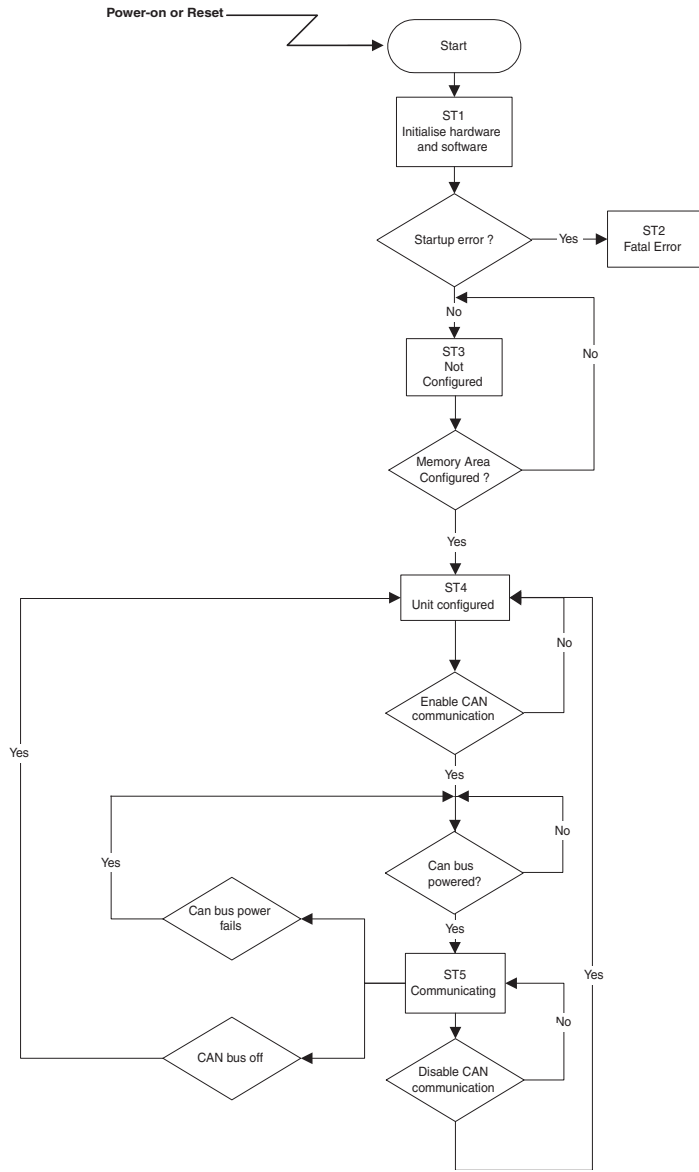 Power-on or Reset
Start
ST1
Initialise hardware
and software
Startup error ?
Yes
ST2
Fatal Error
No
ST3
Not
Configured
No
Memory Area
Configured ?
Yes
ST4
Unit configured
No
Enable CAN
communication
Yes
Yes
No
Yes
Can bus
powered?
Can bus power
fails
Yes
ST5
Communicating
Yes
No
CAN bus off
Disable CAN
communication